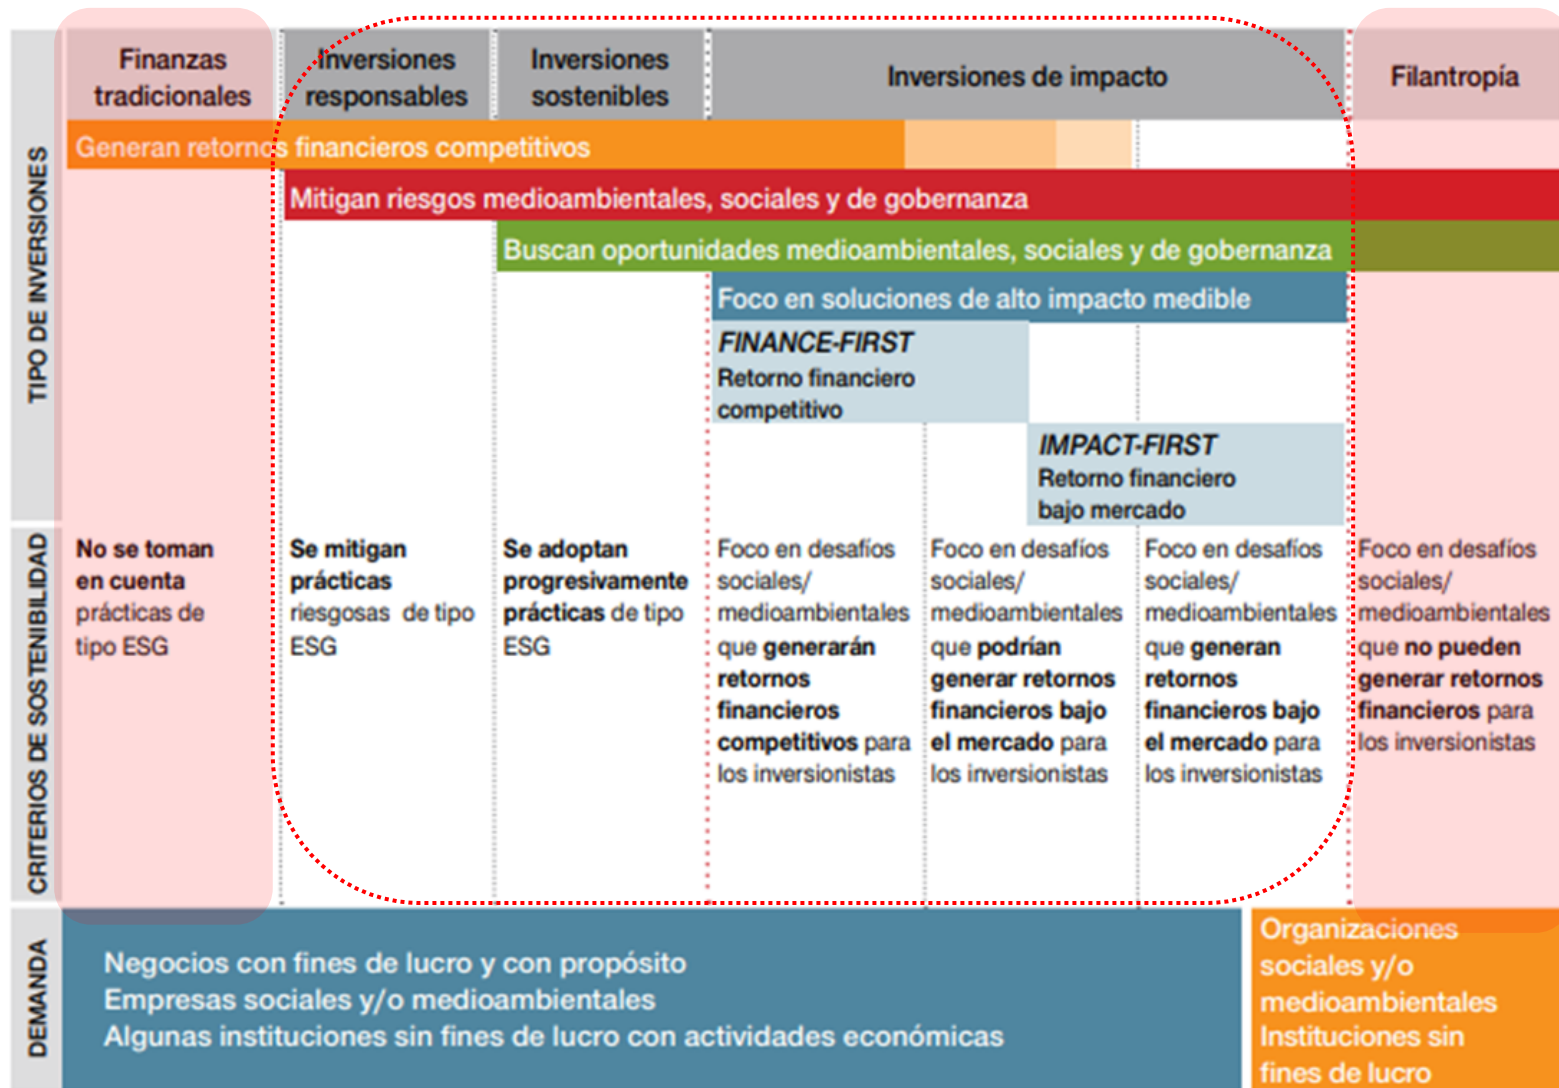 Finanzas
tradicionales
Inversiones
responsables
Inversiones
sostenibles
Inversiones de impacto
Filantropía
TIPO DE INVERSIONES
Generan retornos financieros competitivos
Mitigan riesgos medioambientales, sociales y de gobernanza
Buscan oportunidades medioambientales, sociales y de gobernanza
Foco en soluciones de alto impacto medible
FINANCE-FIRST
Retorno financiero
competitivo
IMPACT-FIRST
Retorno financiero
bajo mercado
CRITERIOS DE SOSTENIBILIDAD
No se toman
en cuenta
prácticas de
tipo ESG
Se mitigan
prácticas
riesgosas de tipo
ESG
Se adoptan
progresivamente
prácticas de tipo
ESG
Foco en desafíos
sociales/
medioambientales
que generarán
retornos
financieros
competitivos para
los inversionistas
Foco en desafíos
sociales/
medioambientales
que podrían
generar retornos
financieros bajo
el mercado para
los inversionistas
Foco en desafíos
sociales/
medioambientales
que generan
retornos
financieros bajo
el mercado para
los inversionistas
Foco en desafíos
sociales/
medioambientales
que no pueden
generar retornos
financieros para
los inversionistas
DEMANDA
Negocios con fines de lucro y con propósito
Empresas sociales y/o medioambientales
Algunas instituciones sin fines de lucro con actividades económicas
Organizaciones
sociales y/o
medioambientales
Instituciones sin
fines de lucro